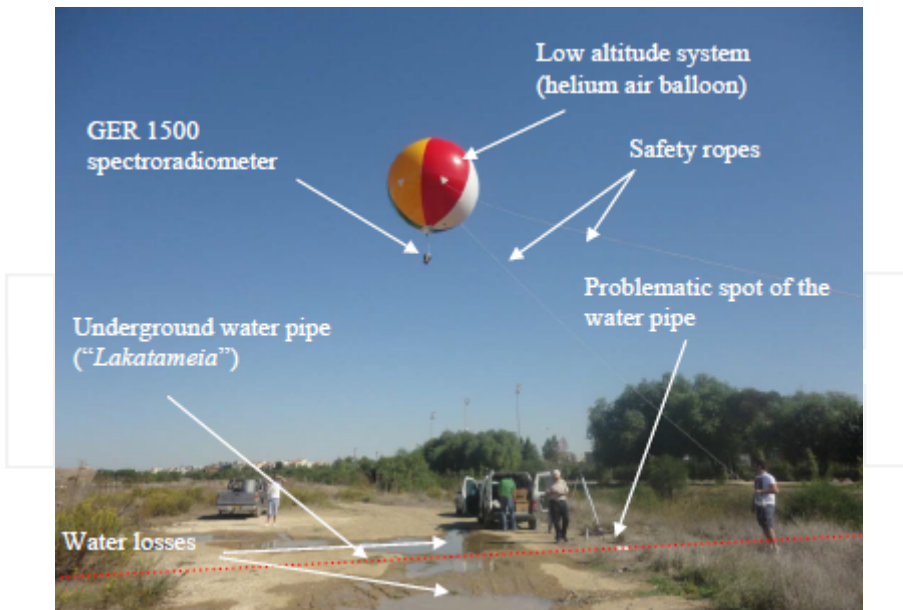 Low altitude system
(helium air balloon)
GER 1500
spectroradiometer
Safety ropes
Problematic spot of the
water pipe
Underground water pipe
(“Lakatameia”)
Water losses